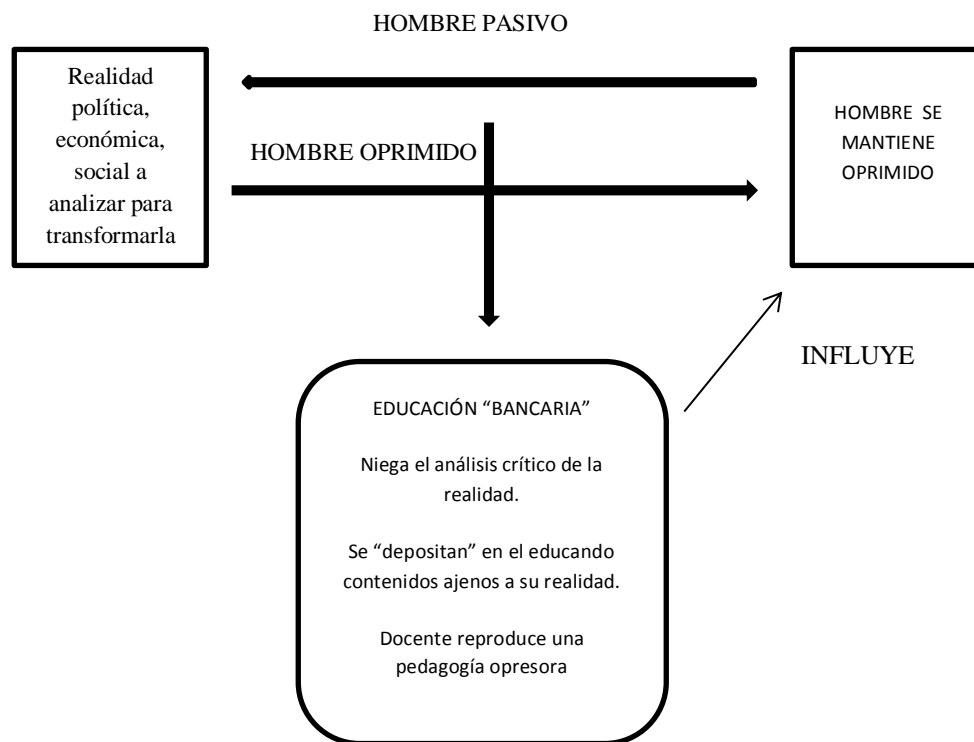 HOMBRE PASIVO
Realidad
política,
económica,
social a
analizar para
transformarla
HOMBRE OPRIMIDO
HOMBRE SE
MANTIENE
OPRIMIDO
INFLUYE
EDUCACIÓN “BANCARIA”
Niega el análisis crítico de la
realidad.
Se “depositan” en el educando
contenidos ajenos a su realidad.
Docente reproduce una
pedagogía opresora